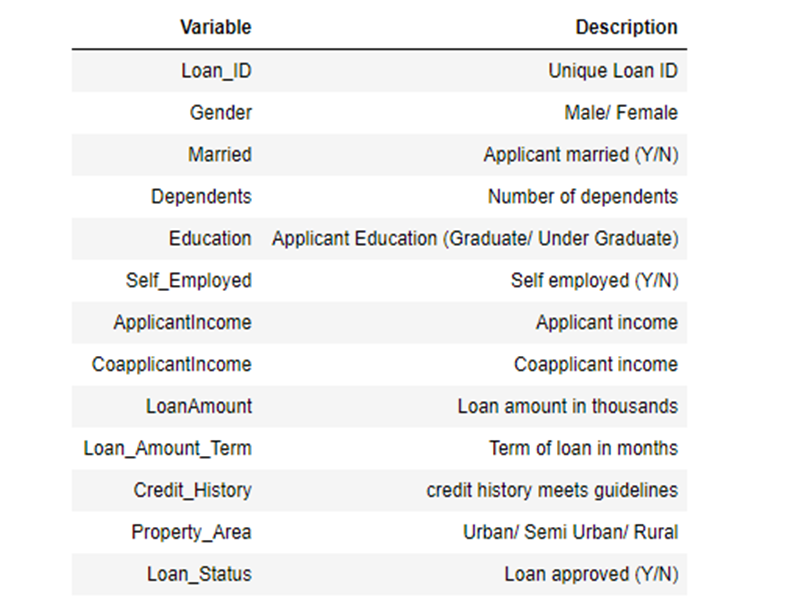 Variable Description
Loan_ID Unique Loan ID
Gender Male/ Female
Married Applicant married (Y/N)
Dependents Number of dependents
Education Applicant Education (Graduate/ Under Graduate)
Self_Employed Self employed (Y/N)
ApplicantIncome Applicant income
CoapplicantIncome Coapplicant income
LoanAmount Loan amount in thousands
Loan_Amount_Term Term of loan in months
Credit_History credit history meets guidelines
Property_Area Urban/ Semi Urban/ Rural
Loan_Status Loan approved (Y/N)